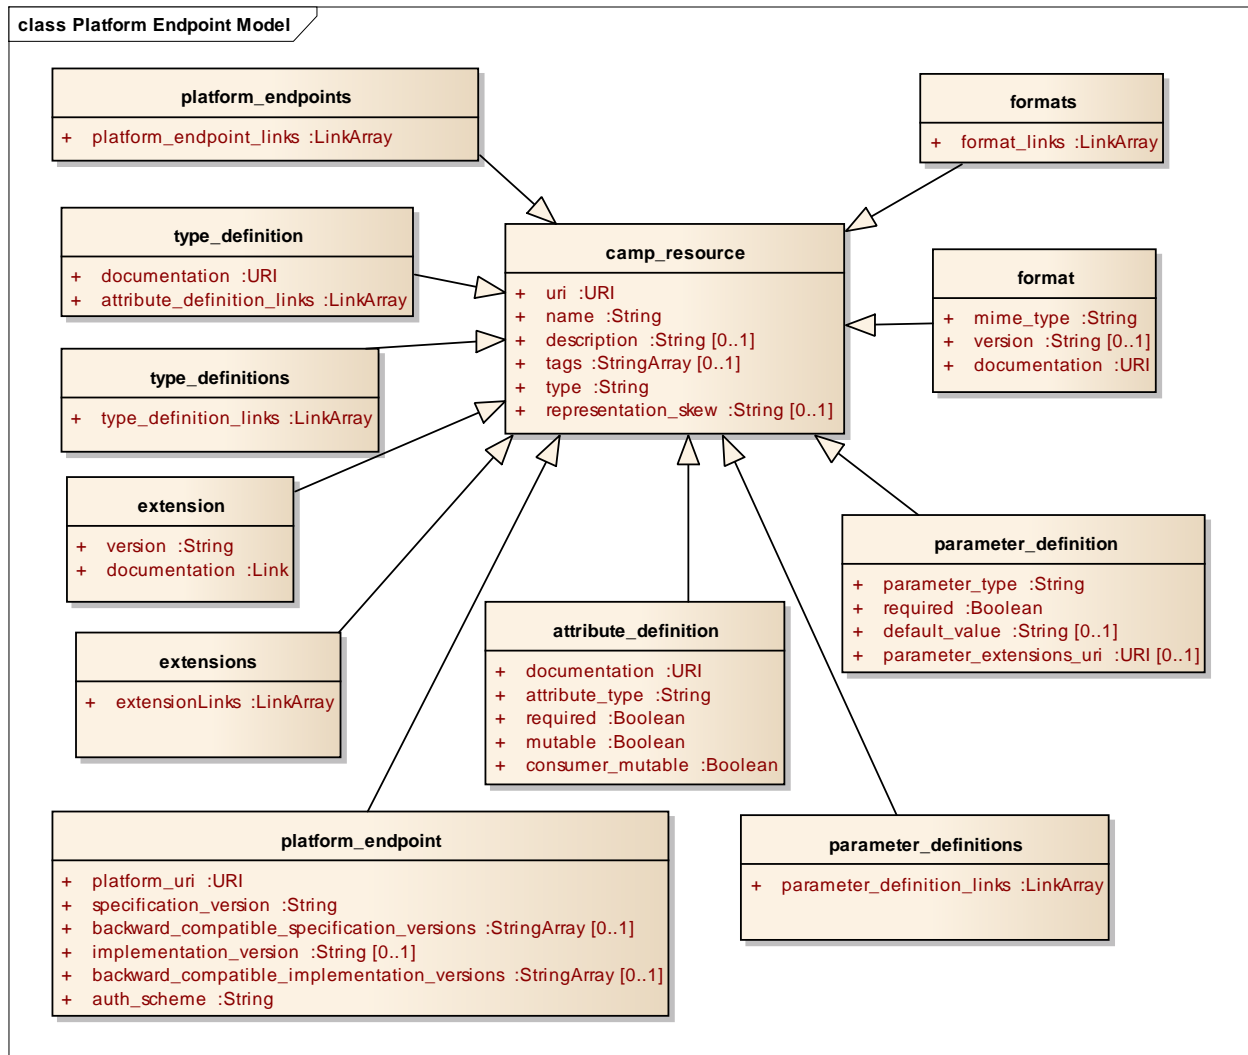 class Platform Endpoint Model
platform_endpoints
+ platform_endpoint_links :LinkArray
formats
+ format_links :LinkArray
type_definition
+ documentation :URI
+ attribute_definition_links :LinkArray
camp_resource
+ uri :URI
+ name :String
+ description :String [0..1]
+ tags :StringArray [0..1]
+ type :String
+ representation_skew :String [0..1]
format
+ mime_type :String
+ version :String [0..1]
+ documentation :URI
type_definitions
+ type_definition_links :LinkArray
extension
+ version :String
+ documentation :Link
parameter_definition
+ parameter_type :String
+ required :Boolean
+ default_value :String [0..1]
+ parameter_extensions_uri :URI [0..1]
extensions
+ extensionLinks :LinkArray
attribute_definition
+ documentation :URI
+ attribute_type :String
+ required :Boolean
+ mutable :Boolean
+ consumer_mutable :Boolean
platform_endpoint
+ platform_uri :URI
+ specification_version :String
+ backward_compatible_specification_versions :StringArray [0..1]
+ implementation_version :String [0..1]
+ backward_compatible_implementation_versions :StringArray [0..1]
+ auth_scheme :String
parameter_definitions
+ parameter_definition_links :LinkArray